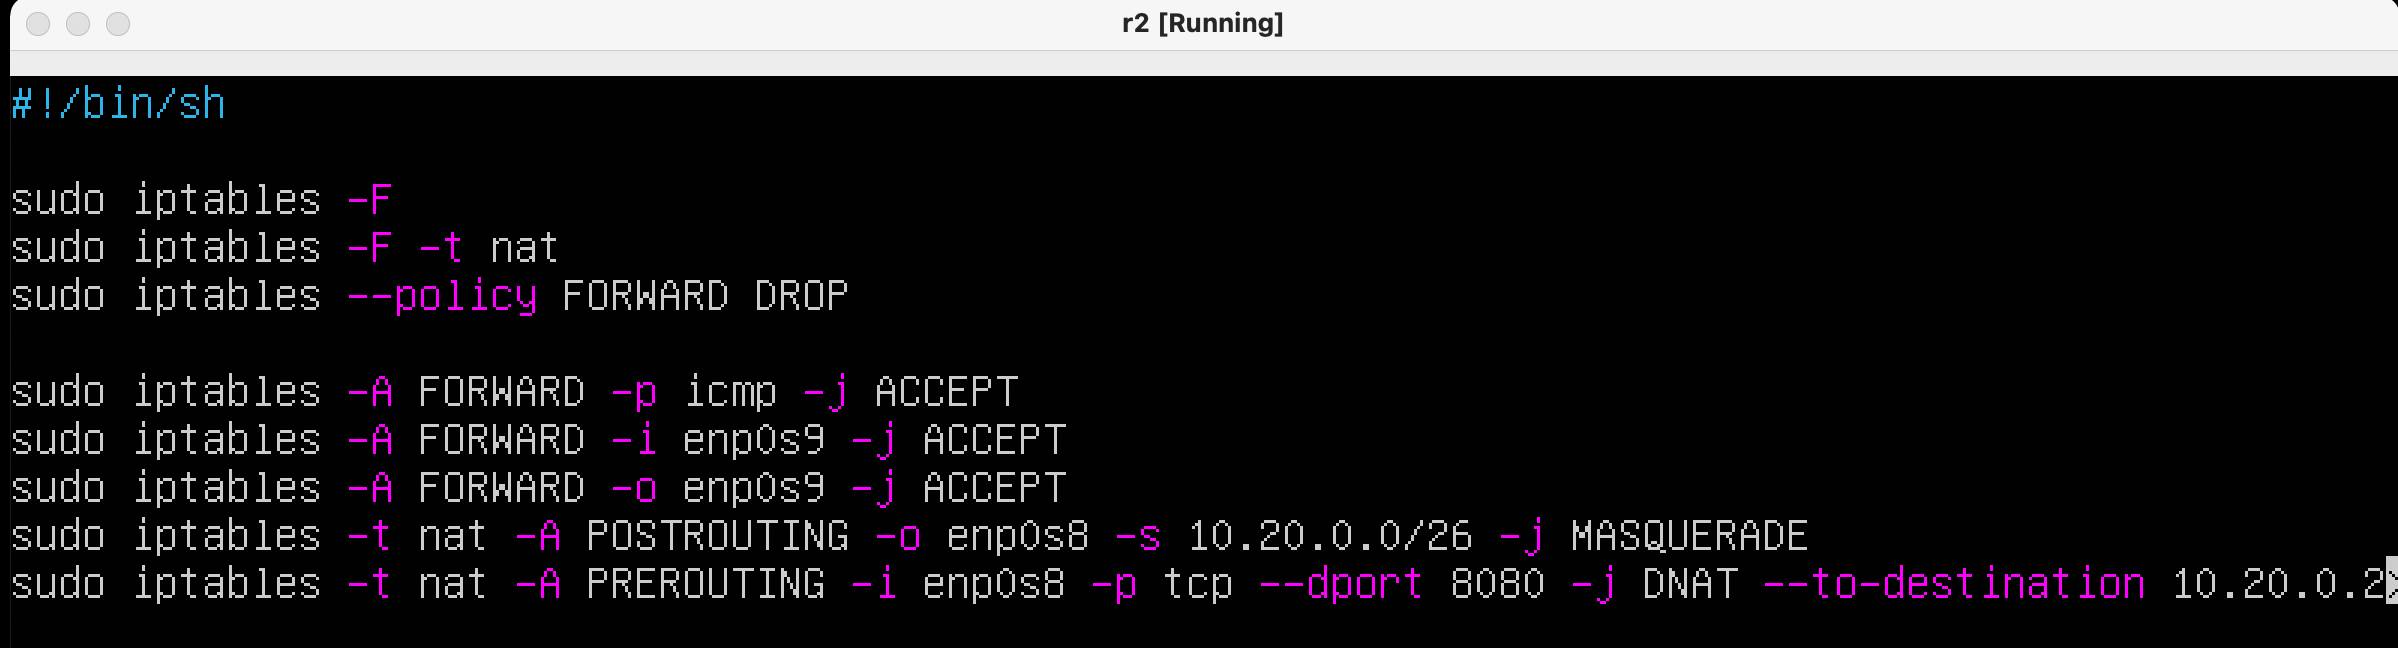 r2 [Running]
#!/bin/sh
sudo iptables -F
sudo iptables -F -t nat
sudo iptables --policy FORWARD DROP
sudo iptables -A FORWARD -p icmp -j ACCEPT
sudo iptables -A FORWARD -i enp0s9 -j ACCEPT
sudo iptables -A FORWARD -o enp0s9 -j ACCEPT
sudo iptables -t nat -A POSTROUTING -o enp0s8 -s 10.20.0.0/26 -j MASQUERADE
sudo iptables -t nat -A PREROUTING -i enp0s8 -p tcp --dport 8080 -j DNAT --to-destination 10.20.0.2>